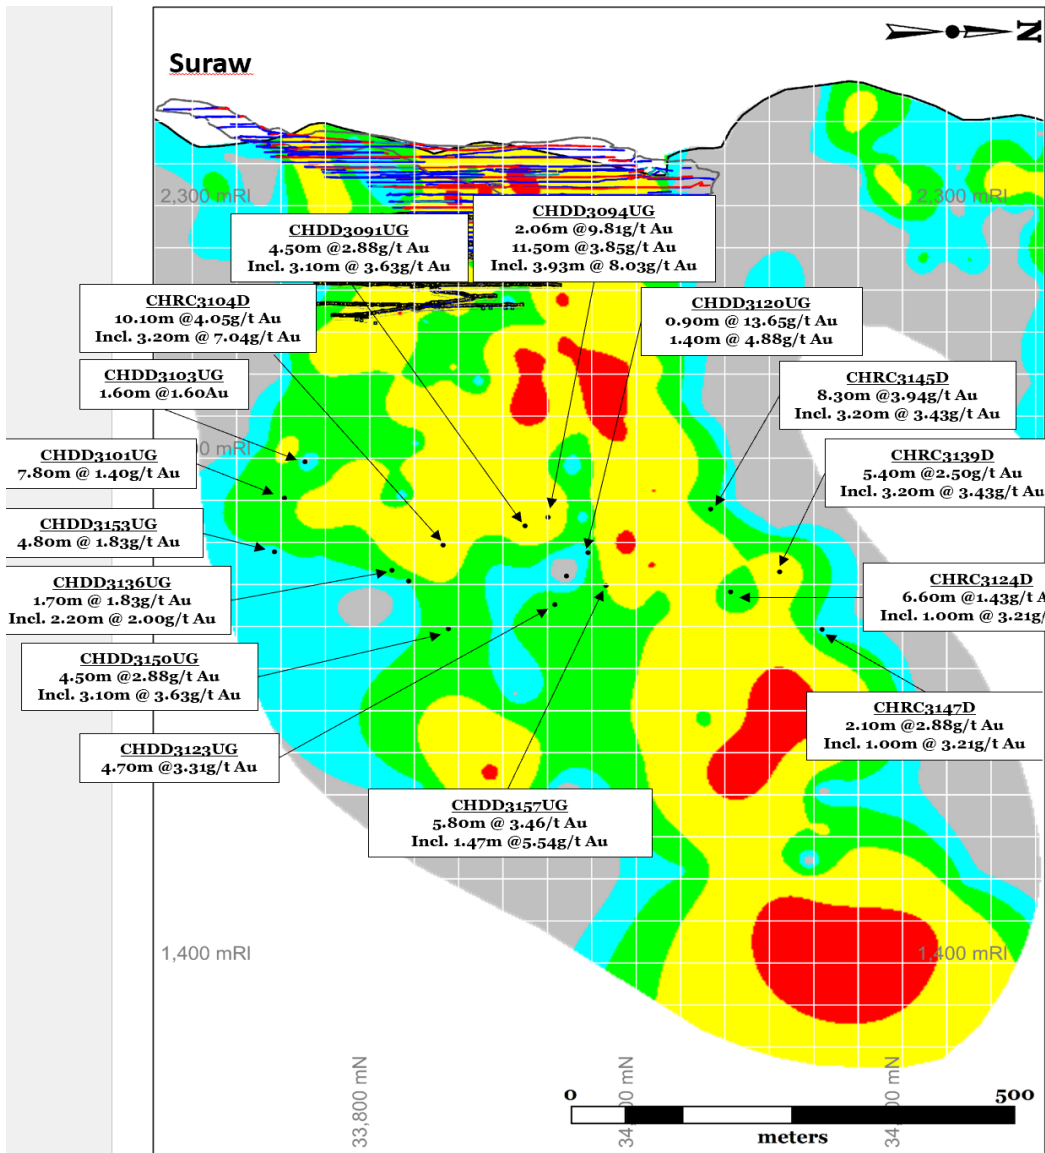 N
Suraw
2,300 mRl
2,300 mRl
CHDD3091UG
4.50m @2.88g/t Au
Incl. 3.10m @ 3.63g/t Au
CHDD3094UG
2.06m @9.81g/t Au
11.50m @3.85g/t Au
Incl. 3.93m @ 8.03g/t Au
CHRC3104D
10.10m @4.05g/t Au
Incl. 3.20m @ 7.04g/t Au
CHDD3120UG
0.90m @ 13.65g/t Au
1.40m @ 4.88g/t Au
CHDD3103UG
1.60m @1.60Au
CHRC3145D
8.30m @3.94g/t Au
Incl. 3.20m @ 3.43g/t Au
mRl
CHDD3101UG
7.80m @ 1.40g/t Au
CHRC3139D
5.40m @2.50g/t Au
Incl. 3.20m @ 3.43g/t Au
CHDD3153UG
4.80m @ 1.83g/t Au
CHDD3136UG
1.70m @ 1.83g/t Au
Incl. 2.20m @ 2.00g/t Au
CHRC3124D
6.60m @1.43g/t Au
Incl. 1.00m @ 3.21g/
CHDD3150UG
4.50m @2.88g/t Au
Incl. 3.10m @ 3.63g/t Au
CHRC3147D
2.10m @2.88g/t Au
Incl. 1.00m @ 3.21g/t Au
CHDD3123UG
4.70m @3.31g/t Au
CHDD3157UG
5.80m @ 3.46/t Au
Incl. 1.47m @5.54g/t Au
1,400 mRl
1,400 mRl
33,800 mN
mN
mN
0
500
meters